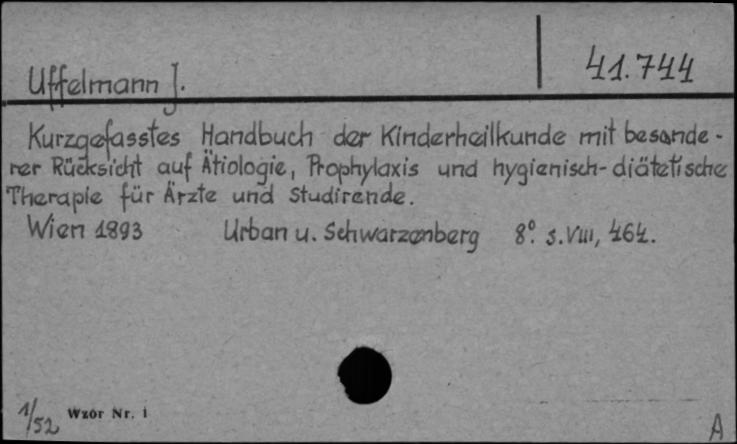 41.744
Uffelmann J.
Kurzgefasstes Handbuch der Kinderheilkunde mit besonde-
rer Rücksicht auf Ätiologie, Prophylaxis und hygienisch-diätetische
Therapie für Ärzte und Studirende.
Wien 1893 Urban u. Schwarzenberg 8° s.VIII, 464.
1/52 Wzór Nr. 1
A